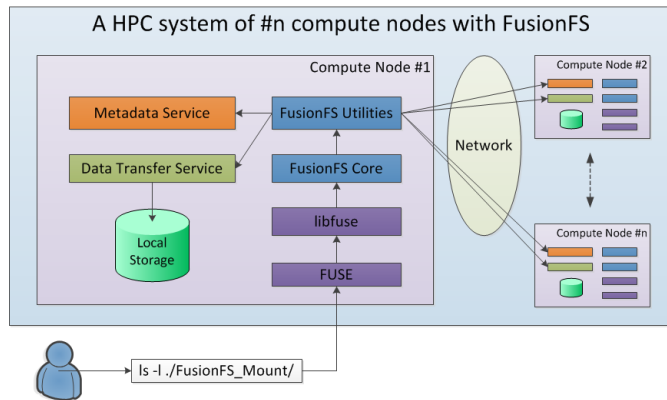 A HPC system of #n compute nodes with FusionFS
Compute Node #1
Metadata Service
FusionFS Utilities
Data Transfer Service
FusionFS Core
libfuse
Local
Storage
FUSE
Network
Compute Node #2
Compute Node #n
ls -l ./FusionFS_Mount/